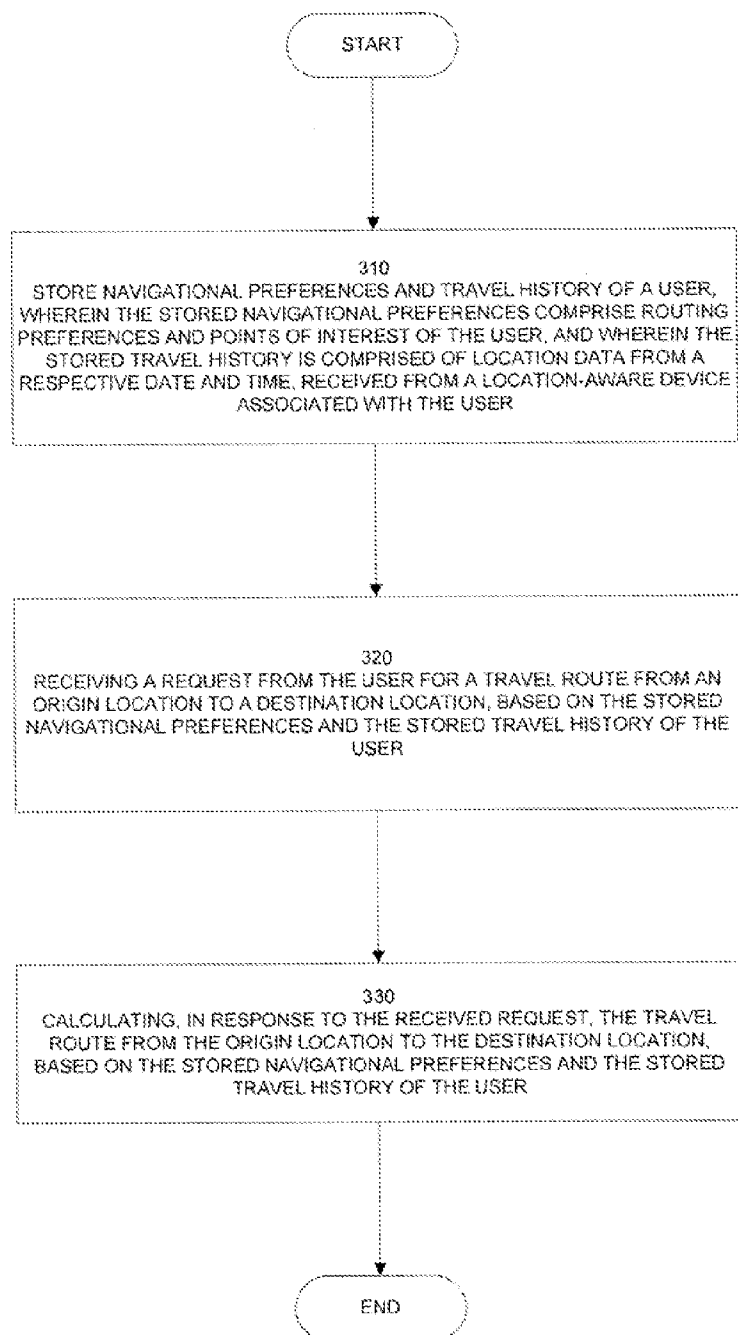 START
310
STORE NAVIGATIONAL PREFERENCES AND TRAVEL HISTORY OF A USER,
WHEREIN THE STORED NAVIGATIONAL PREFERENCES COMPRISE ROUTING
PREFERENCES AND POINTS OF INTEREST OF THE USER, AND WHEREIN THE
STORED TRAVEL HISTORY IS COMPRISED OF LOCATION DATA FROM A
RESPECTIVE DATE AND TIME, RECEIVED FROM A LOCATION-AWARE DEVICE
ASSOCIATED WITH THE USER
320
RECEIVING A REQUEST FROM THE USER FOR A TRAVEL ROUTE FROM AN
ORIGIN LOCATION TO A DESTINATION LOCATION, BASED ON THE STORED
NAVIGATIONAL PREFERENCES AND THE STORED TRAVEL HISTORY OF THE
USER
330
CALCULATING, IN RESPONSE TO THE RECEIVED REQUEST, THE TRAVEL
ROUTE FROM THE ORIGIN LOCATION TO THE DESTINATION LOCATION,
BASED ON THE STORED NAVIGATIONAL PREFERENCES AND THE STORED
TRAVEL HISTORY OF THE USER
END